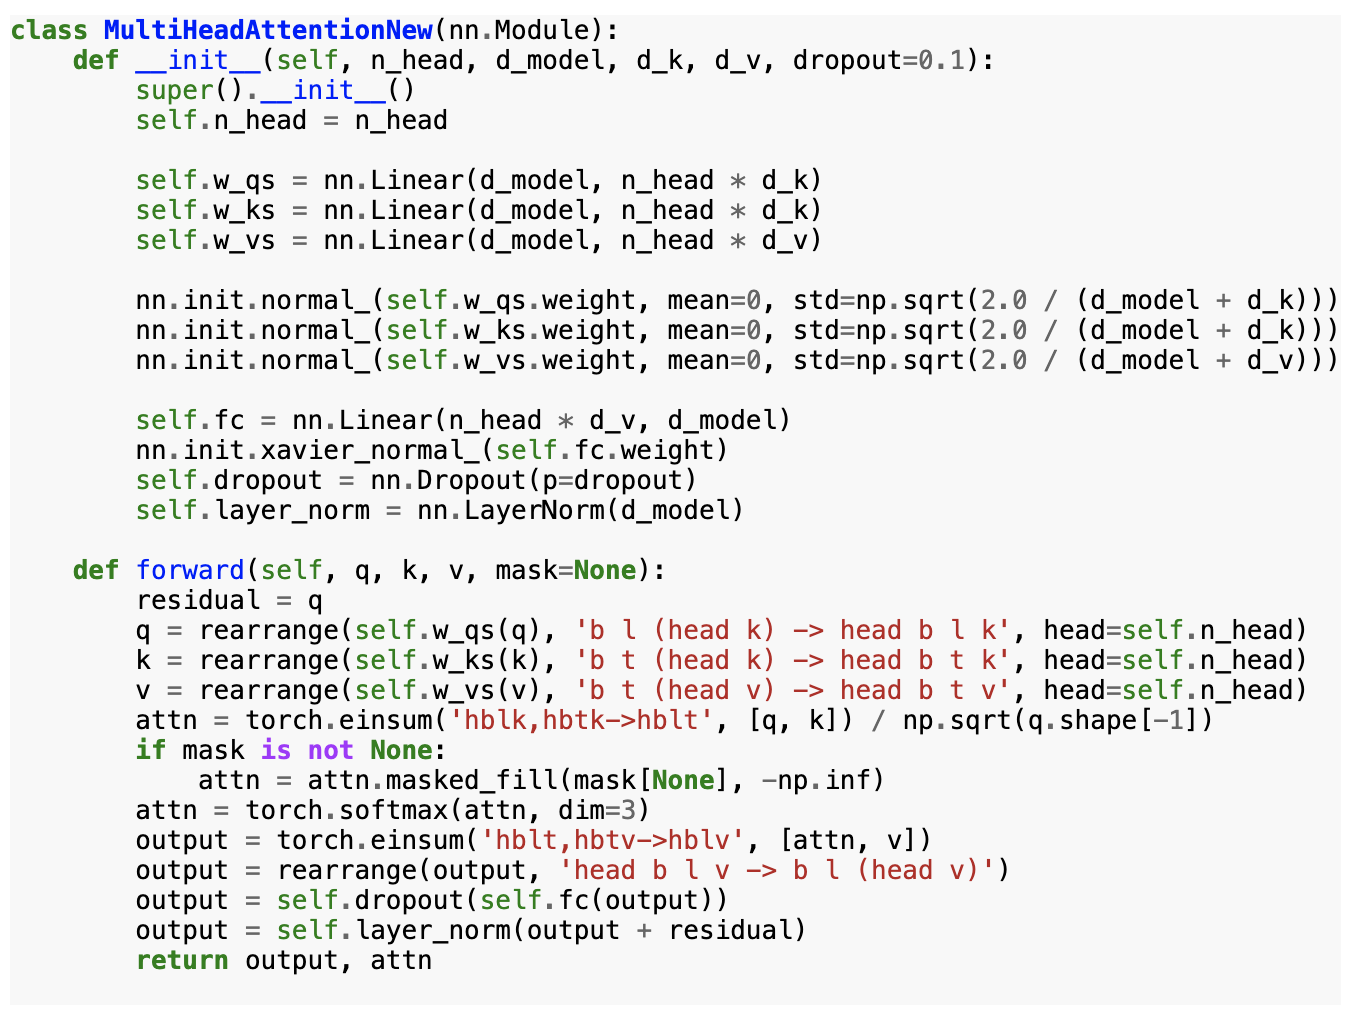 class MultiHeadAttentionNew(nn.Module):
    def __init__(self, n_head, d_model, d_k, d_v, dropout=0.1):
        super().__init__()
        self.n_head = n_head

        self.w_qs = nn.Linear(d_model, n_head * d_k)
        self.w_ks = nn.Linear(d_model, n_head * d_k)
        self.w_vs = nn.Linear(d_model, n_head * d_v)

        nn.init.normal_(self.w_qs.weight, mean=0, std=np.sqrt(2.0 / (d_model + d_k)))
        nn.init.normal_(self.w_ks.weight, mean=0, std=np.sqrt(2.0 / (d_model + d_k)))
        nn.init.normal_(self.w_vs.weight, mean=0, std=np.sqrt(2.0 / (d_model + d_v)))

        self.fc = nn.Linear(n_head * d_v, d_model)
        nn.init.xavier_normal_(self.fc.weight)
        self.dropout = nn.Dropout(p=dropout)
        self.layer_norm = nn.LayerNorm(d_model)

    def forward(self, q, k, v, mask=None):
        residual = q
        q = rearrange(self.w_qs(q), 'b l (head k) -> head b l k', head=self.n_head)
        k = rearrange(self.w_ks(k), 'b t (head k) -> head b t k', head=self.n_head)
        v = rearrange(self.w_vs(v), 'b t (head v) -> head b t v', head=self.n_head)
        attn = torch.einsum('hblk,hbtk->hblt', [q, k]) / np.sqrt(q.shape[-1])
        if mask is not None:
            attn = attn.masked_fill(mask[None], -np.inf)
        attn = torch.softmax(attn, dim=3)
        output = torch.einsum('hblt,hbtv->hblv', [attn, v])
        output = rearrange(output, 'head b l v -> b l (head v)')
        output = self.dropout(self.fc(output))
        output = self.layer_norm(output + residual)
        return output, attn